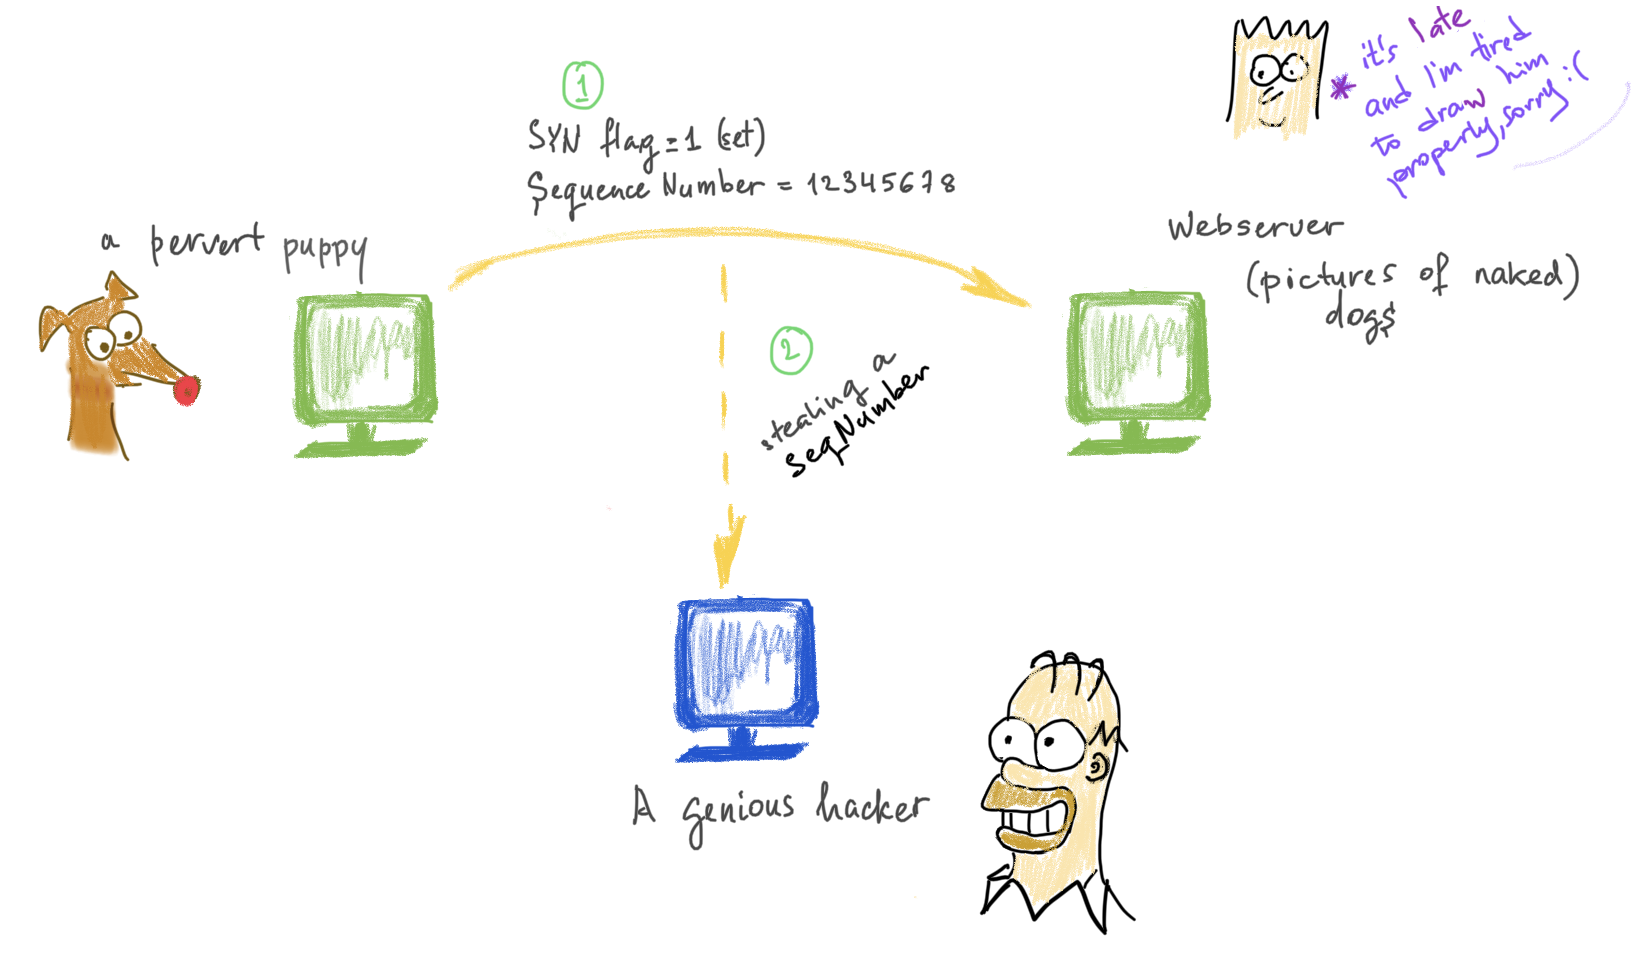 1
SYN flag = 1 (set)
Sequence Number = 12345678
* it's late
and I'm tired
to draw him
properly, sorry :(
a pervert puppy
Webserver
(pictures of naked)
dogs
2
stealing a
seqNumber
A genious hacker